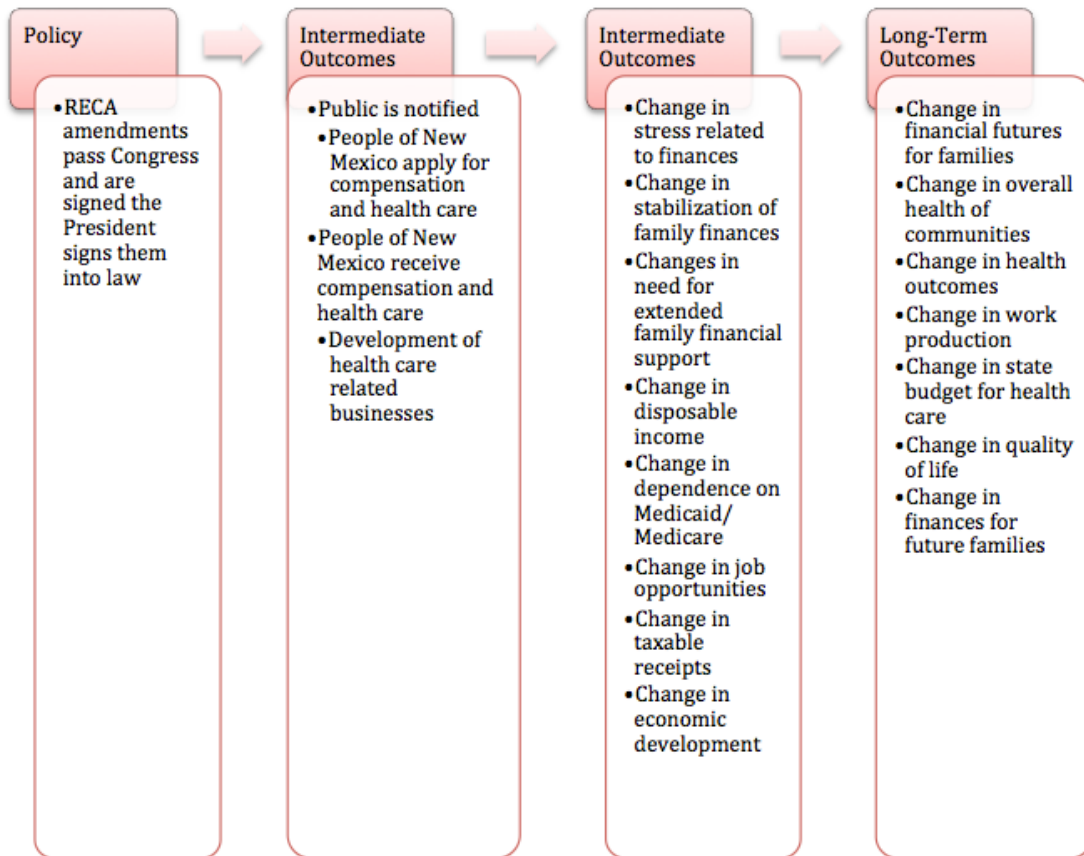 Policy
•RECA
amendments
pass Congress
and are
signed the
President
signs them
into law
Intermediate
Outcomes
•Public is notified
•People of New
Mexico apply for
compensation
and health care
•People of New
Mexico receive
compensation and
health care
•Development of
health care
related
businesses
Intermediate
Outcomes
•Change in
stress related
to finances
•Change in
stabilization of
family finances
•Changes in
need for
extended
family financial
support
•Change in
disposable
income
•Change in
dependence on
Medicaid/
Medicare
•Change in job
opportunities
•Change in
taxable
receipts
•Change in
economic
development
Long-Term
Outcomes
•Change in
financial futures
for families
•Change in overall
health of
communities
•Change in health
outcomes
•Change in work
production
•Change in state
budget for health
care
•Change in quality
of life
•Change in
finances for
future families